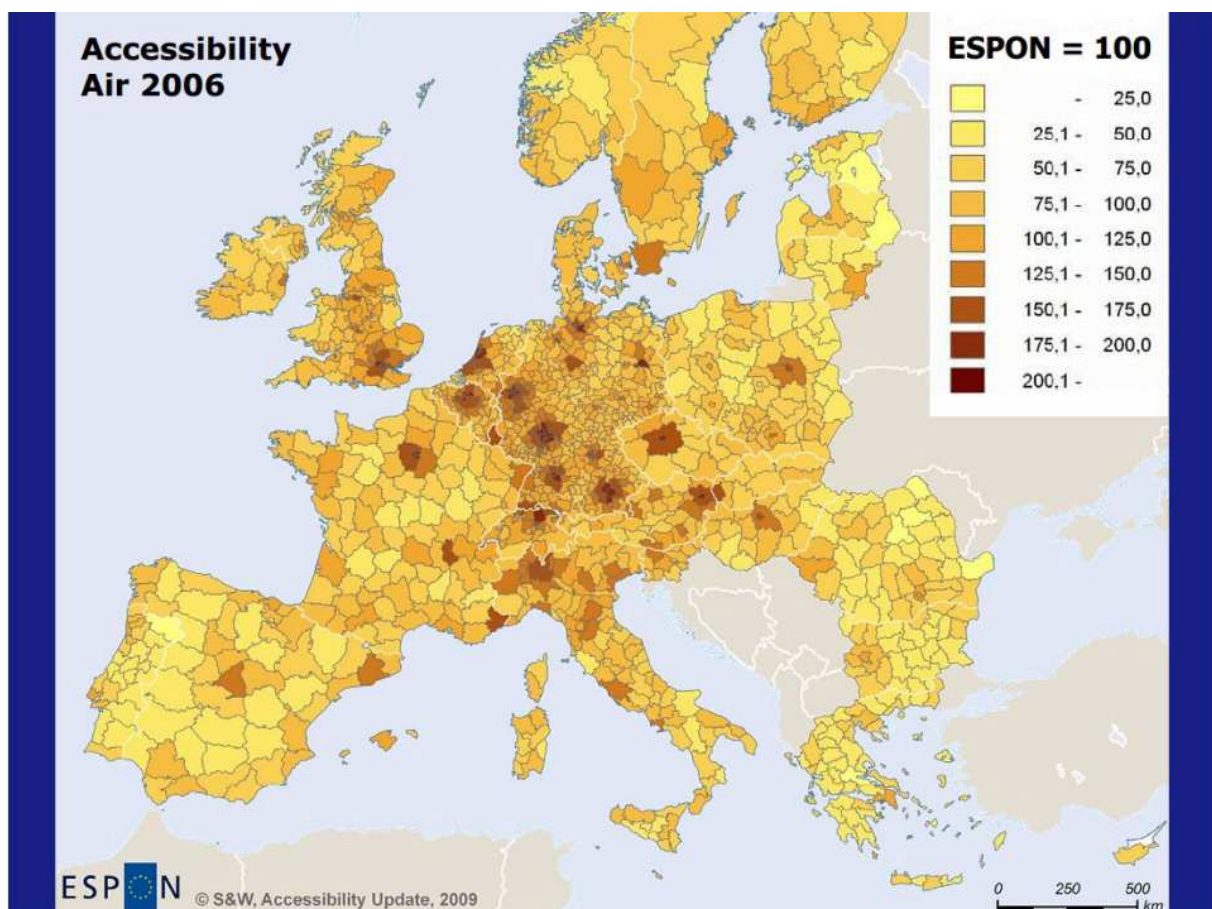 Accessibility
Air 2006
ESPON = 100
- 25,0
25,1 - 50,0
50,1 - 75,0
75,1 - 100,0
100,1 - 125,0
125,1 - 150,0
150,1 - 175,0
175,1 - 200,0
200,1 -
ESPON
© S&W, Accessibility Update, 2009
0 250 500
km